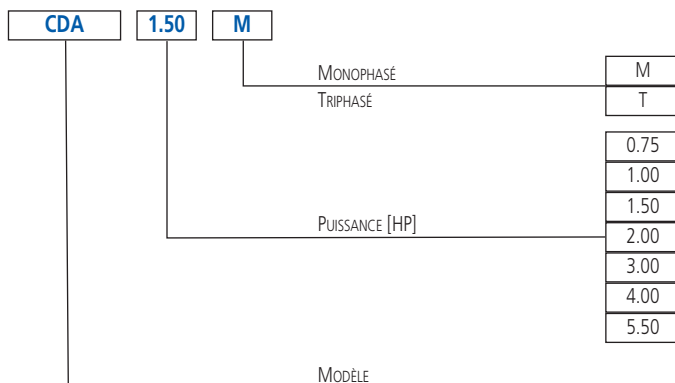 CDA 1.50 M
MONOPHASÉ M
TRIPHASÉ T
0.75
1.00
1.50
PUISSANCE [HP] 2.00
3.00
4.00
5.50
MODÈLE